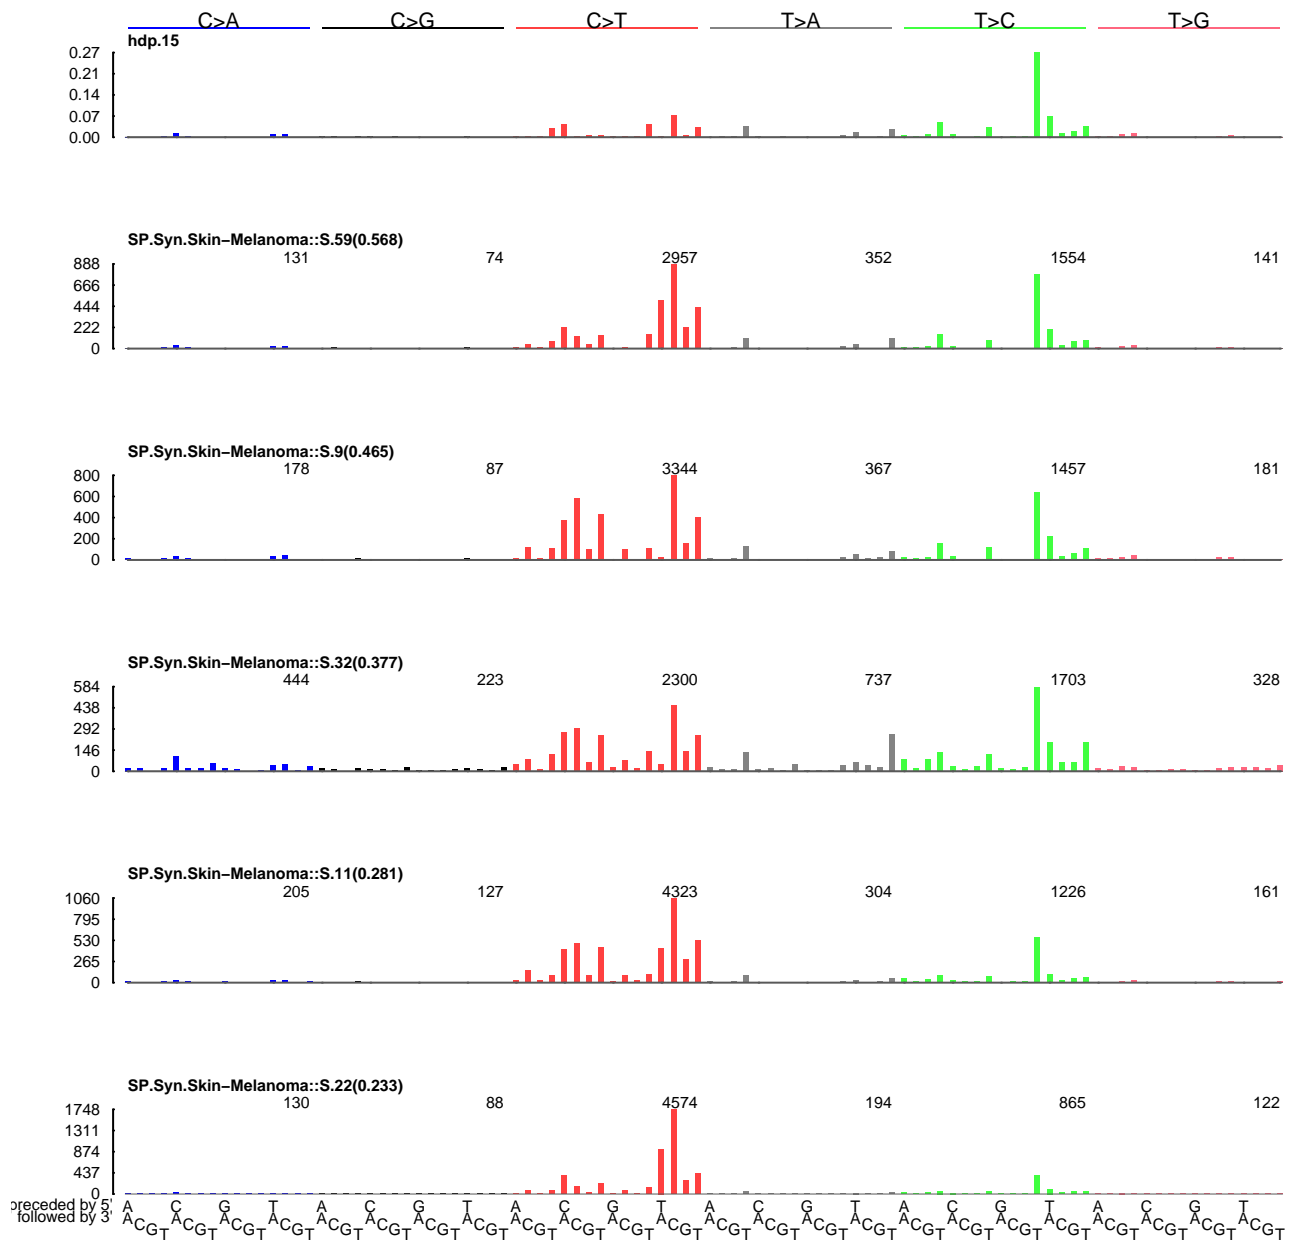 C>A C>G C>T T>A T>C T>G
hdp.15
0.27
0.21
0.14
0.07
0.00
SP.Syn.Skin−Melanoma::S.59(0.568)
131 74 2957 352 1554 141
888
666
444
222
0
SP.Syn.Skin−Melanoma::S.9(0.465)
178 87 3344 367 1457 181
800
600
400
200
0
SP.Syn.Skin−Melanoma::S.32(0.377)
444 223 2300 737 1703 328
584
438
292
146
0
SP.Syn.Skin−Melanoma::S.11(0.281)
205 127 4323 304 1226 161
1060
795
530
265
0
SP.Syn.Skin−Melanoma::S.22(0.233)
130 88 4574 194 865 122
1748
1311
874
437
0
preceded by 5' A C G T A C G T A C G T A C G T A C G T A C G T
followed by 3' A C G T A C G T A C G T A C G T A C G T A C G T A C G T A C G T A C G T A C G T A C G T A C G T A C G T A C G T A C G T A C G T A C G T A C G T A C G T A C G T A C G T A C G T A C G T A C G T